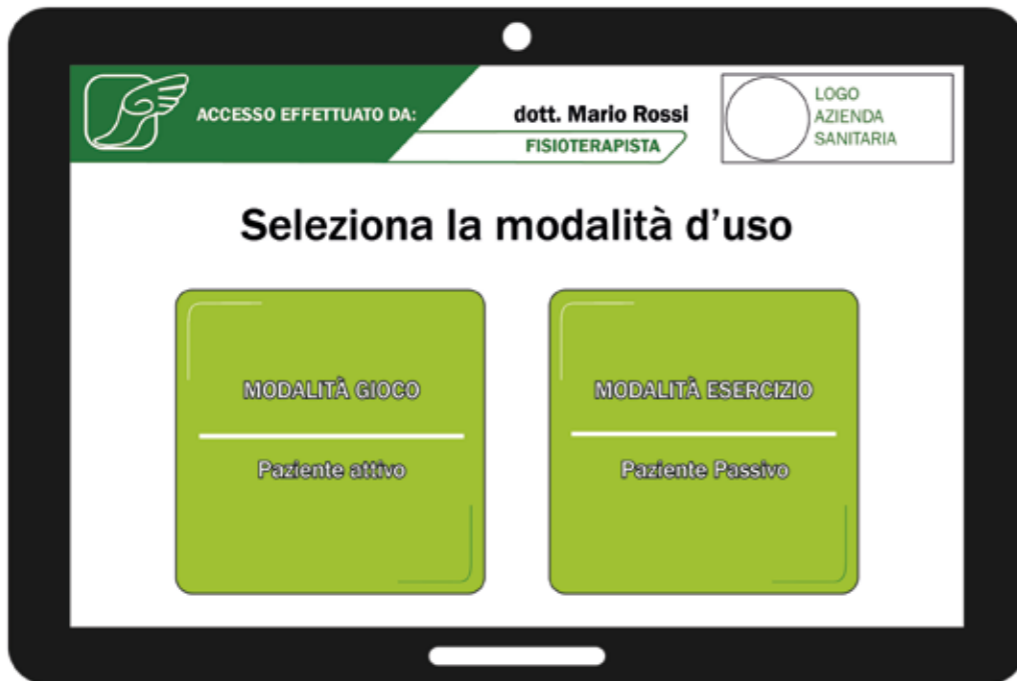 ACCESSO EFFETTUATO DA:
dott. Mario Rossi
FISIOTERAPISTA
LOGO
AZIENDA
SANITARIA
Seleziona la modalità d’uso
MODALITÀ GIOCO
Paziente attivo
MODALITÀ ESERCIZIO
Paziente Passivo